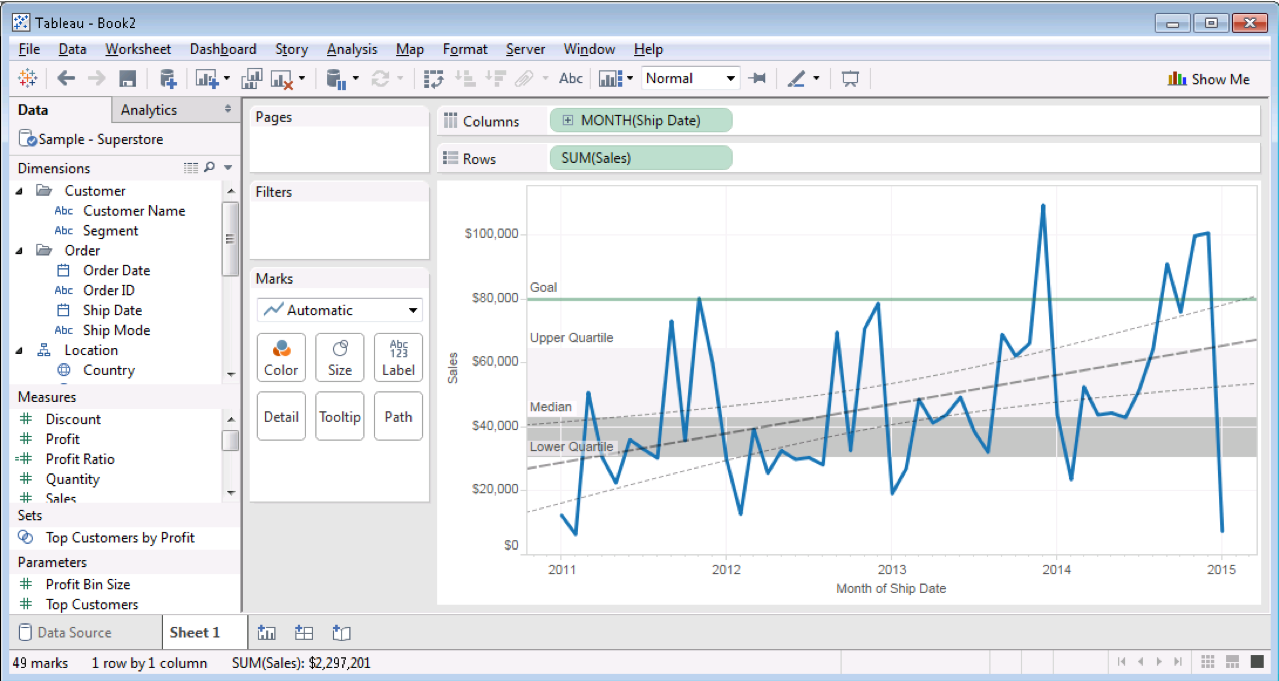 Tableau - Book2
File Data Worksheet Dashboard Story Analysis Map Format Server Window Help
Abc Normal Show Me
Data Analytics
Sample - Superstore
Dimensions
Customer
Abc Customer Name
Abc Segment
Order
Order Date
Abc Order ID
Ship Date
Abc Ship Mode
Location
Country
Measures
# Discount
# Profit
=# Profit Ratio
# Quantity
# Sales
Sets
Top Customers by Profit
Parameters
# Profit Bin Size
# Top Customers
Pages
Filters
Marks
Automatic
Color Size Abc 123 Label
Detail Tooltip Path
Columns MONTH(Ship Date)
Rows SUM(Sales)
$100,000
$80,000
$60,000
$40,000
$20,000
$0
Sales
Goal
Upper Quartile
Median
Lower Quartile
2011 2012 2013 2014 2015
Month of Ship Date
Data Source Sheet 1
49 marks 1 row by 1 column SUM(Sales): $2,297,201